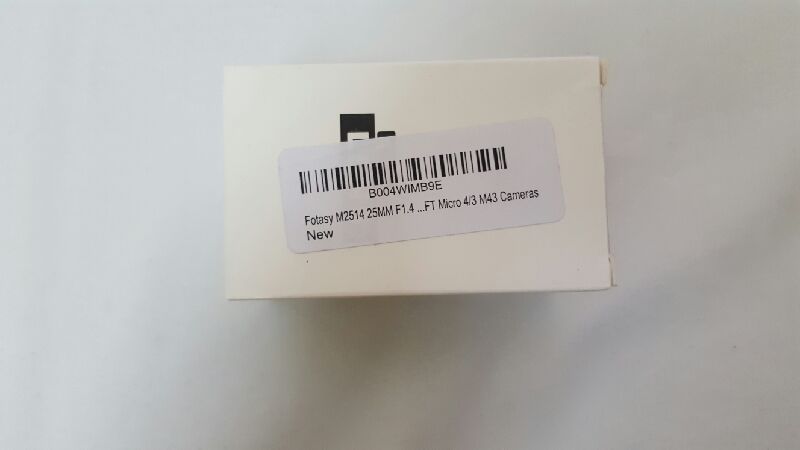 B004WIMB9E
Fotasy M2514 25MM F1.4 ...FT Micro 4/3 M43 Cameras
New